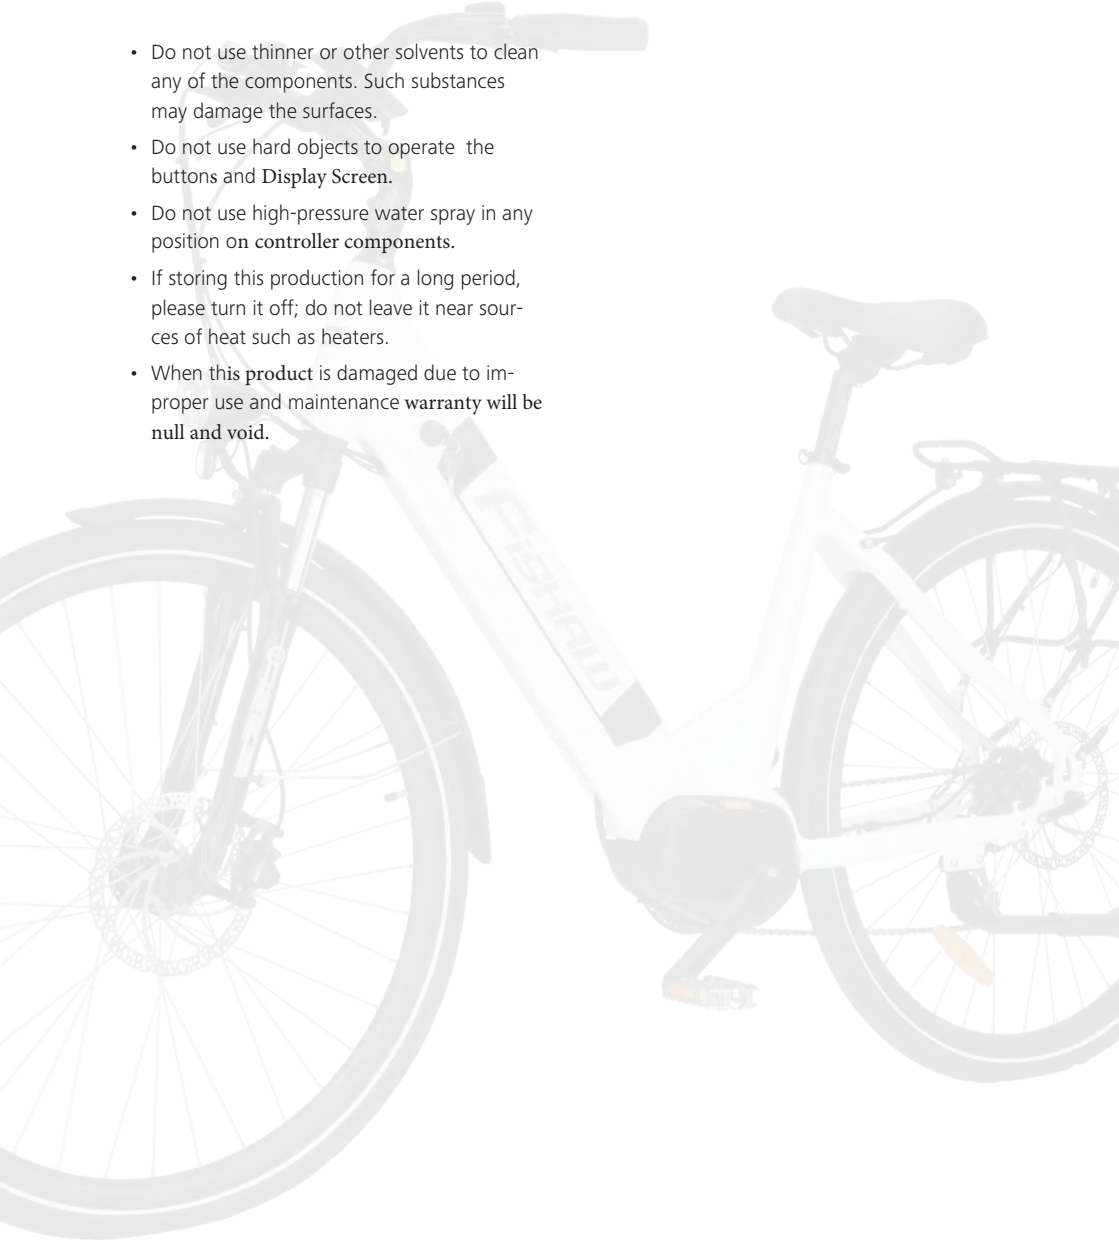 • Do not use thinner or other solvents to clean
any of the components. Such substances
may damage the surfaces.
• Do not use hard objects to operate  the
buttons and Display Screen.
• Do not use high-pressure water spray in any
position on controller components.
• If storing this production for a long period,
please turn it off; do not leave it near sour-
ces of heat such as heaters.
• When this product is damaged due to im-
proper use and maintenance warranty will be
null and void.